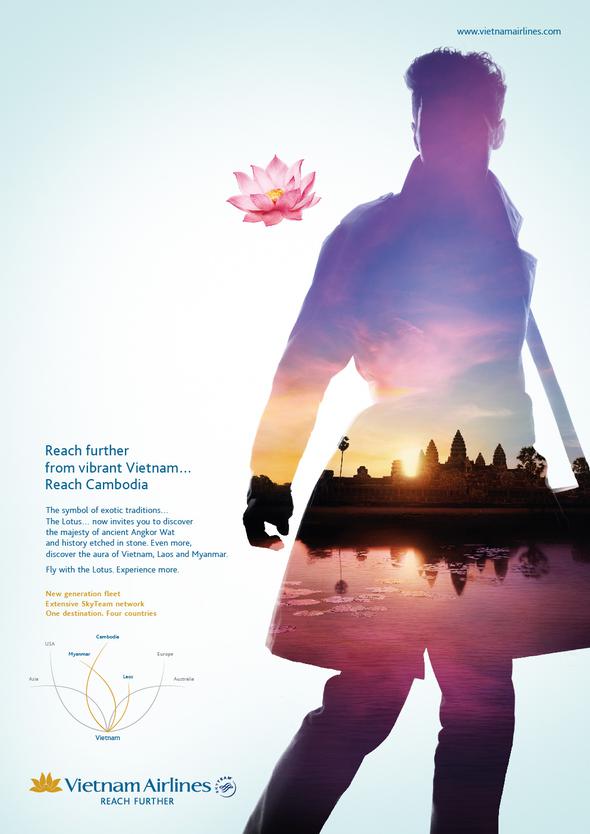 www.vietnamairlines.com
Reach further
from vibrant Vietnam...
Reach Cambodia
The symbol of exotic traditions...
The Lotus... now invites you to discover
the majesty of ancient Angkor Wat
and history etched in stone. Even more,
discover the aura of Vietnam, Laos and Myanmar.
Fly with the Lotus. Experience more.
New generation fleet
Extensive SkyTeam network
One destination. Four countries
Cambodia
USA
Myanmar
Europe
Asia
Laos
Australia
Vietnam
Vietnam Airlines
SKYTEAM
REACH FURTHER